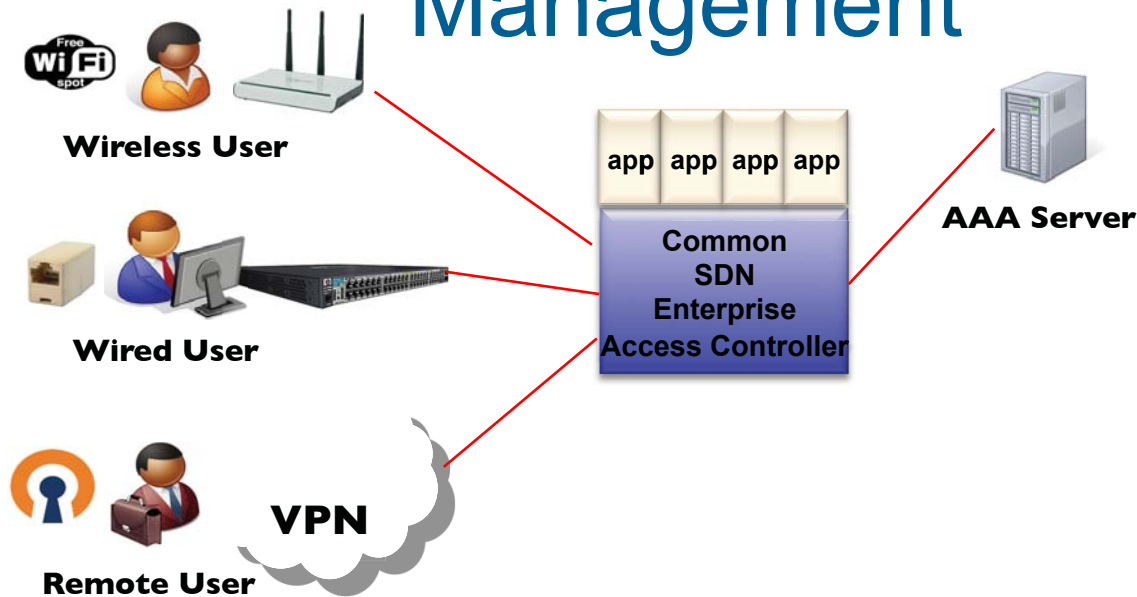 Management
Free
Wi Fi
spot
Wireless User
app app app app
AAA Server
Common
SDN
Enterprise
Access Controller
Wired User
VPN
Remote User